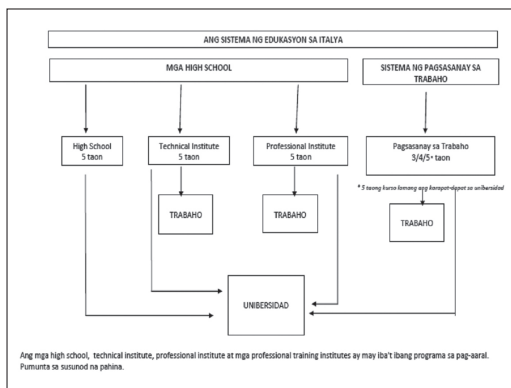 ANG SISTEMA NG EDUKASYON SA ITALYA
MGA HIGH SCHOOL
SISTEMA NG PAGSASANAY SA
TRABAHO
High School
5 taon
Technical Institute
5 taon
Professional Institute
5 taon
Pagsasanay sa Trabaho
3/4/5* taon
* 5 taong kurso lamang ang karapat-dapat sa unibersidad
TRABAHO
TRABAHO
TRABAHO
UNIBERSIDAD
Ang mga high school, technical institute, professional institute at mga professional training institutes ay may iba't ibang programa sa pag-aaral.
Pumunta sa susunod na pahina.